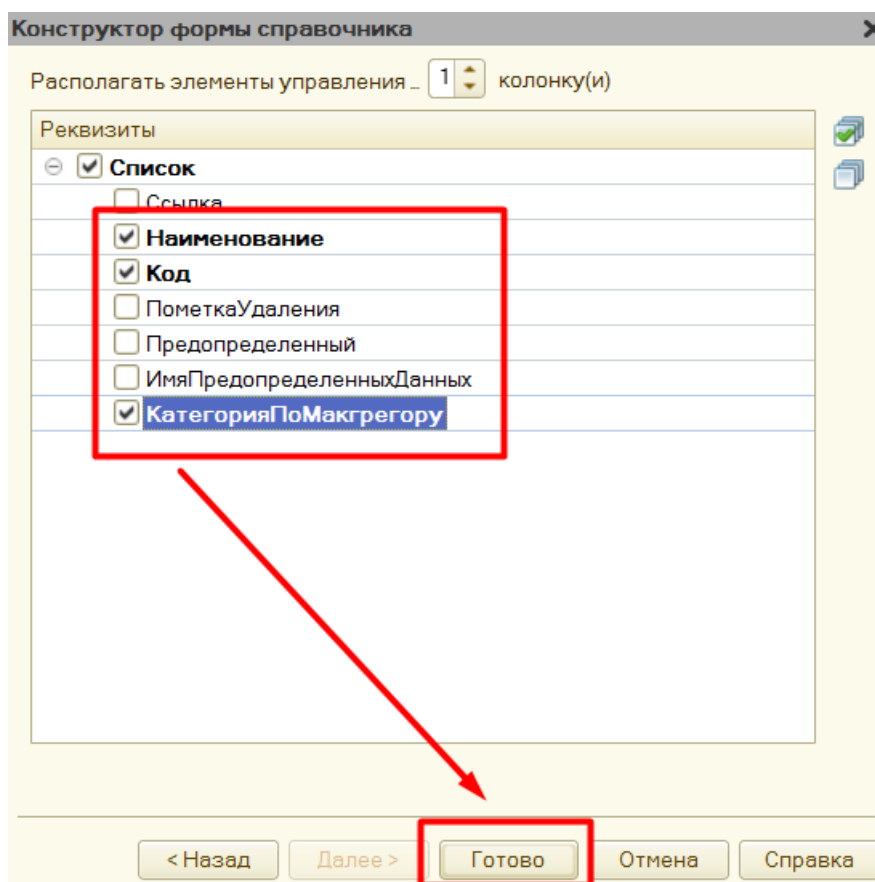 Конструктор формы справочника
Располагать элементы управления 1 колонку(и)
Реквизиты
Список
Ссылка
Наименование
Код
ПометкаУдаления
Предопределенный
ИмяПредопределенныхДанных
КатегорияПоМакгрегору
< Назад Далее > Готово Отмена Справка